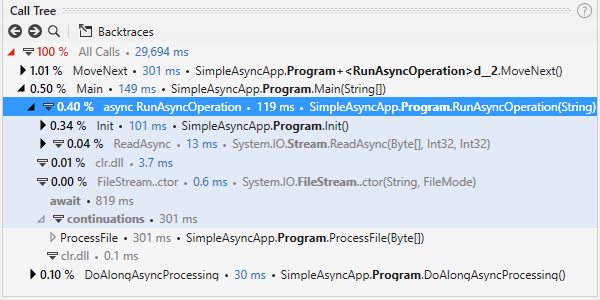 Call Tree
Backtraces
100 % All Calls • 29,694 ms
1.01 % MoveNext • 301 ms • SimpleAsyncApp.Program+<RunAsyncOperation>d__2.MoveNext()
0.50 % Main • 149 ms • SimpleAsyncApp.Program.Main(String[])
0.40 % async RunAsyncOperation • 119 ms • SimpleAsyncApp.Program.RunAsyncOperation(String)
0.34 % Init • 101 ms • SimpleAsyncApp.Program.Init()
0.04 % ReadAsync • 13 ms • System.IO.Stream.ReadAsync(Byte[], Int32, Int32)
0.01 % clr.dll • 3.7 ms
0.00 % FileStream..ctor • 0.6 ms • System.IO.FileStream..ctor(String, FileMode)
await • 819 ms
continuations • 301 ms
ProcessFile • 301 ms • SimpleAsyncApp.Program.ProcessFile(Byte[])
clr.dll • 0.1 ms
0.10 % DoAlongAsyncProcessing • 30 ms • SimpleAsyncApp.Program.DoAlongAsyncProcessing()